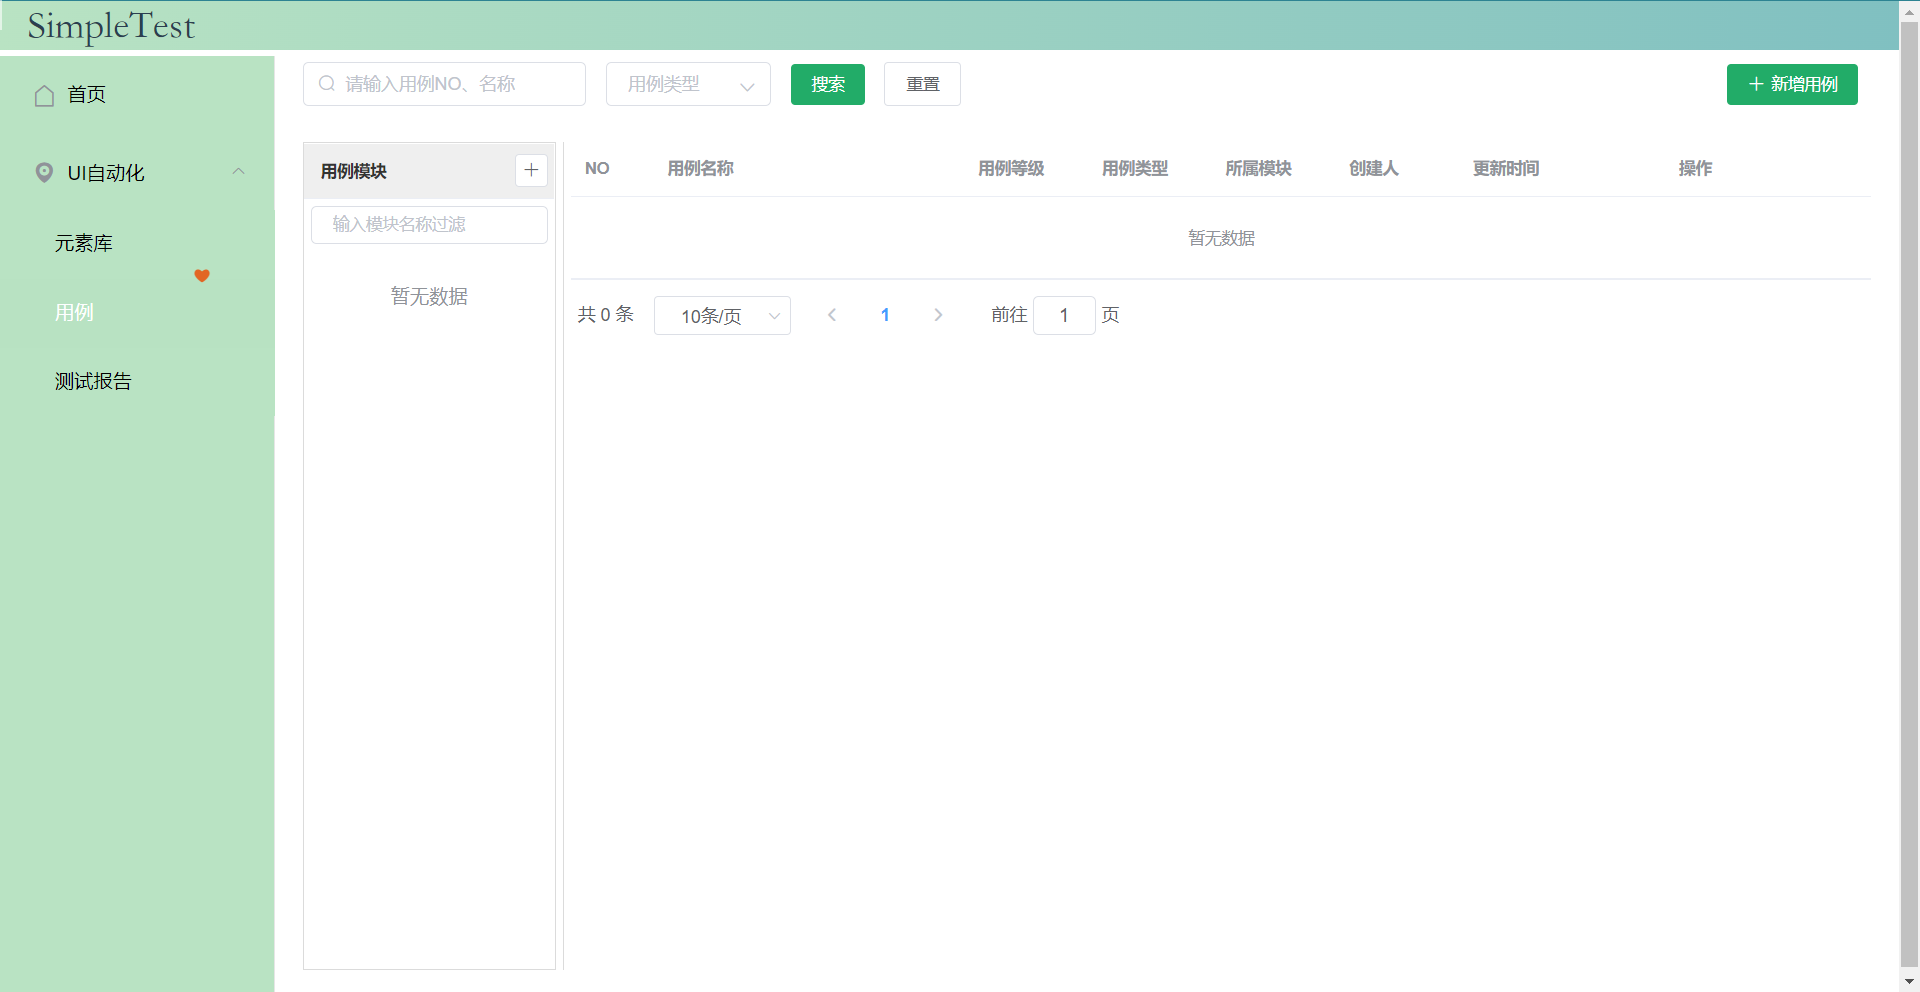 SimpleTest
首页
UI自动化
元素库
用例
测试报告
请输入用例NO、名称
用例类型
搜索
重置
新增用例
用例模块
输入模块名称过滤
暂无数据
NO 用例名称 用例等级 用例类型 所属模块 创建人 更新时间 操作
暂无数据
共 0 条 10条/页 1 前往 1 页